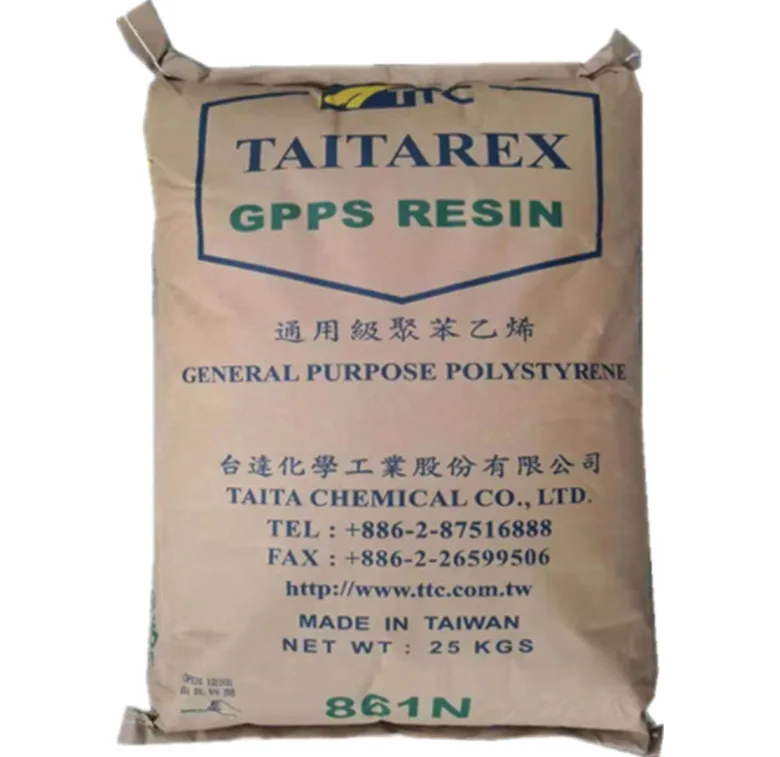 TTC
TAITAREX
GPPS RESIN
通用級聚苯乙烯
GENERAL PURPOSE POLYSTYRENE
台達化學工業股份有限公司
TAITA CHEMICAL CO., LTD.
TEL : +886-2-87516888
FAX : +886-2-26599506
http://www.ttc.com.tw
MADE IN TAIWAN
NET WT : 25 KGS
OPEN
861N